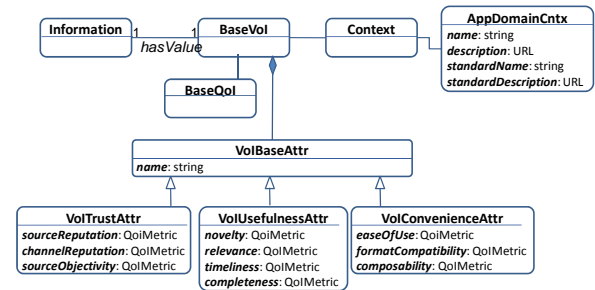 Information
1
1
hasValue
BaseVoI
Context
AppDomainCntx
name: string
description: URL
standardName: string
standardDescription: URL
BaseQoI
VoIBaseAttr
name: string
VoITrustAttr
sourceReputation: QoiMetric
channelReputation: QoIMetric
sourceObjectivity: QoIMetric
VoIUsefulnessAttr
novelty: QoiMetric
relevance: QoIMetric
timeliness: QoIMetric
completeness: QoIMetric
VoIConvenienceAttr
easeOfUse: QoiMetric
formatCompatibility: QoIMetric
composability: QoIMetric